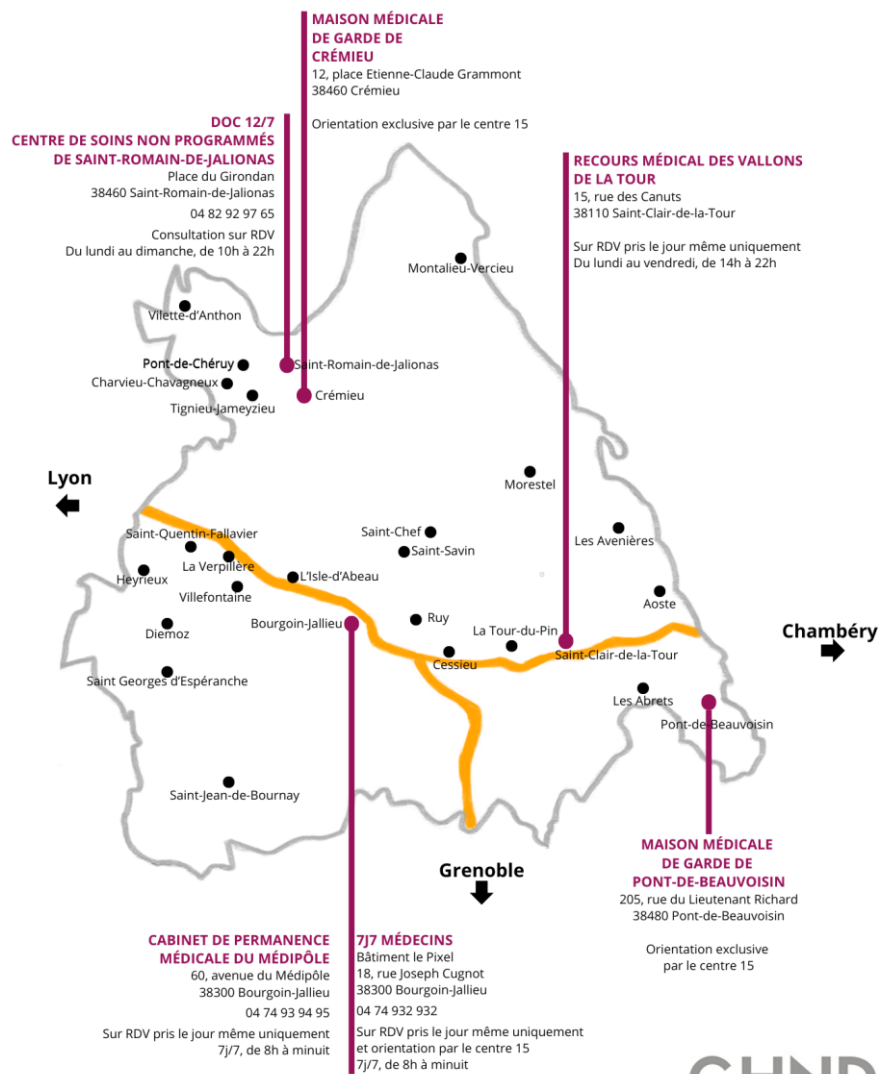 MAISON MÉDICALE
DE GARDE DE
CRÉMIEU
12, place Etienne-Claude Grammont
38460 Crémieu
Orientation exclusive par le centre 15
DOC 12/7
CENTRE DE SOINS NON PROGRAMMÉS
DE SAINT-ROMAIN-DE-JALIONAS
Place du Girondan
38460 Saint-Romain-de-Jalionas
04 82 92 97 65
Consultation sur RDV
Du lundi au dimanche, de 10h à 22h
RECOURS MÉDICAL DES VALLONS
DE LA TOUR
15, rue des Canuts
38110 Saint-Clair-de-la-Tour
Sur RDV pris le jour même uniquement
Du lundi au vendredi, de 14h à 22h
Montalieu-Vercieu
Vilette-d'Anthon
Pont-de-Chéruy
Saint-Romain-de-Jalionas
Charvieu-Chavagneux
Crémieu
Tignieu-Jameyzieu
Lyon
Morestel
Saint-Quentin-Fallavier
Saint-Chef
Les Avenières
Saint-Savin
La Verpillère
Heyrieux
L'Isle-d'Abeau
Villefontaine
Aoste
Bourgoin-Jallieu
Ruy
La Tour-du-Pin
Diemoz
Chambéry
Cessieu
Saint-Clair-de-la-Tour
Saint Georges d'Espéranche
Les Abrets
Pont-de-Beauvoisin
Saint-Jean-de-Bournay
Grenoble
MAISON MÉDICALE
DE GARDE DE
PONT-DE-BEAUVOISIN
205, rue du Lieutenant Richard
38480 Pont-de-Beauvoisin
Orientation exclusive
par le centre 15
CABINET DE PERMANENCE
MÉDICALE DU MÉDIPÔLE
60, avenue du Médipôle
38300 Bourgoin-Jallieu
04 74 93 94 95
Sur RDV pris le jour même uniquement
7j/7, de 8h à minuit
7J7 MÉDECINS
Bâtiment le Pixel
18, rue Joseph Cugnot
38300 Bourgoin-Jallieu
04 74 932 932
Sur RDV pris le jour même uniquement
et orientation par le centre 15
7j/7, de 8h à minuit